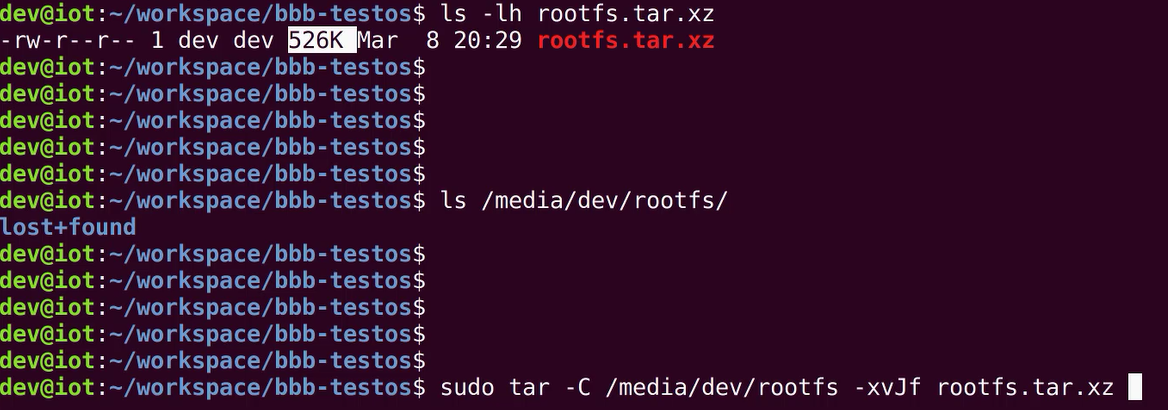 dev@iot:~/workspace/bbb-testos$ ls -lh rootfs.tar.xz
-rw-r--r-- 1 dev dev 526K Mar  8 20:29 rootfs.tar.xz
dev@iot:~/workspace/bbb-testos$
dev@iot:~/workspace/bbb-testos$
dev@iot:~/workspace/bbb-testos$
dev@iot:~/workspace/bbb-testos$
dev@iot:~/workspace/bbb-testos$
dev@iot:~/workspace/bbb-testos$ ls /media/dev/rootfs/
lost+found
dev@iot:~/workspace/bbb-testos$
dev@iot:~/workspace/bbb-testos$
dev@iot:~/workspace/bbb-testos$
dev@iot:~/workspace/bbb-testos$
dev@iot:~/workspace/bbb-testos$
dev@iot:~/workspace/bbb-testos$ sudo tar -C /media/dev/rootfs -xvJf rootfs.tar.xz